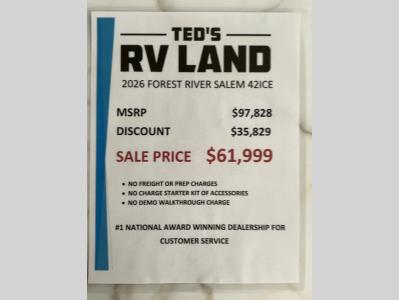 TED'S
RV LAND
2026 FOREST RIVER SALEM 42ICE
MSRP $97,828
DISCOUNT $35,829
SALE PRICE $61,999
• NO FREIGHT OR PREP CHARGES
• NO CHARGE STARTER KIT OF ACCESSORIES
• NO DEMO WALKTHROUGH CHARGE
#1 NATIONAL AWARD WINNING DEALERSHIP FOR
CUSTOMER SERVICE